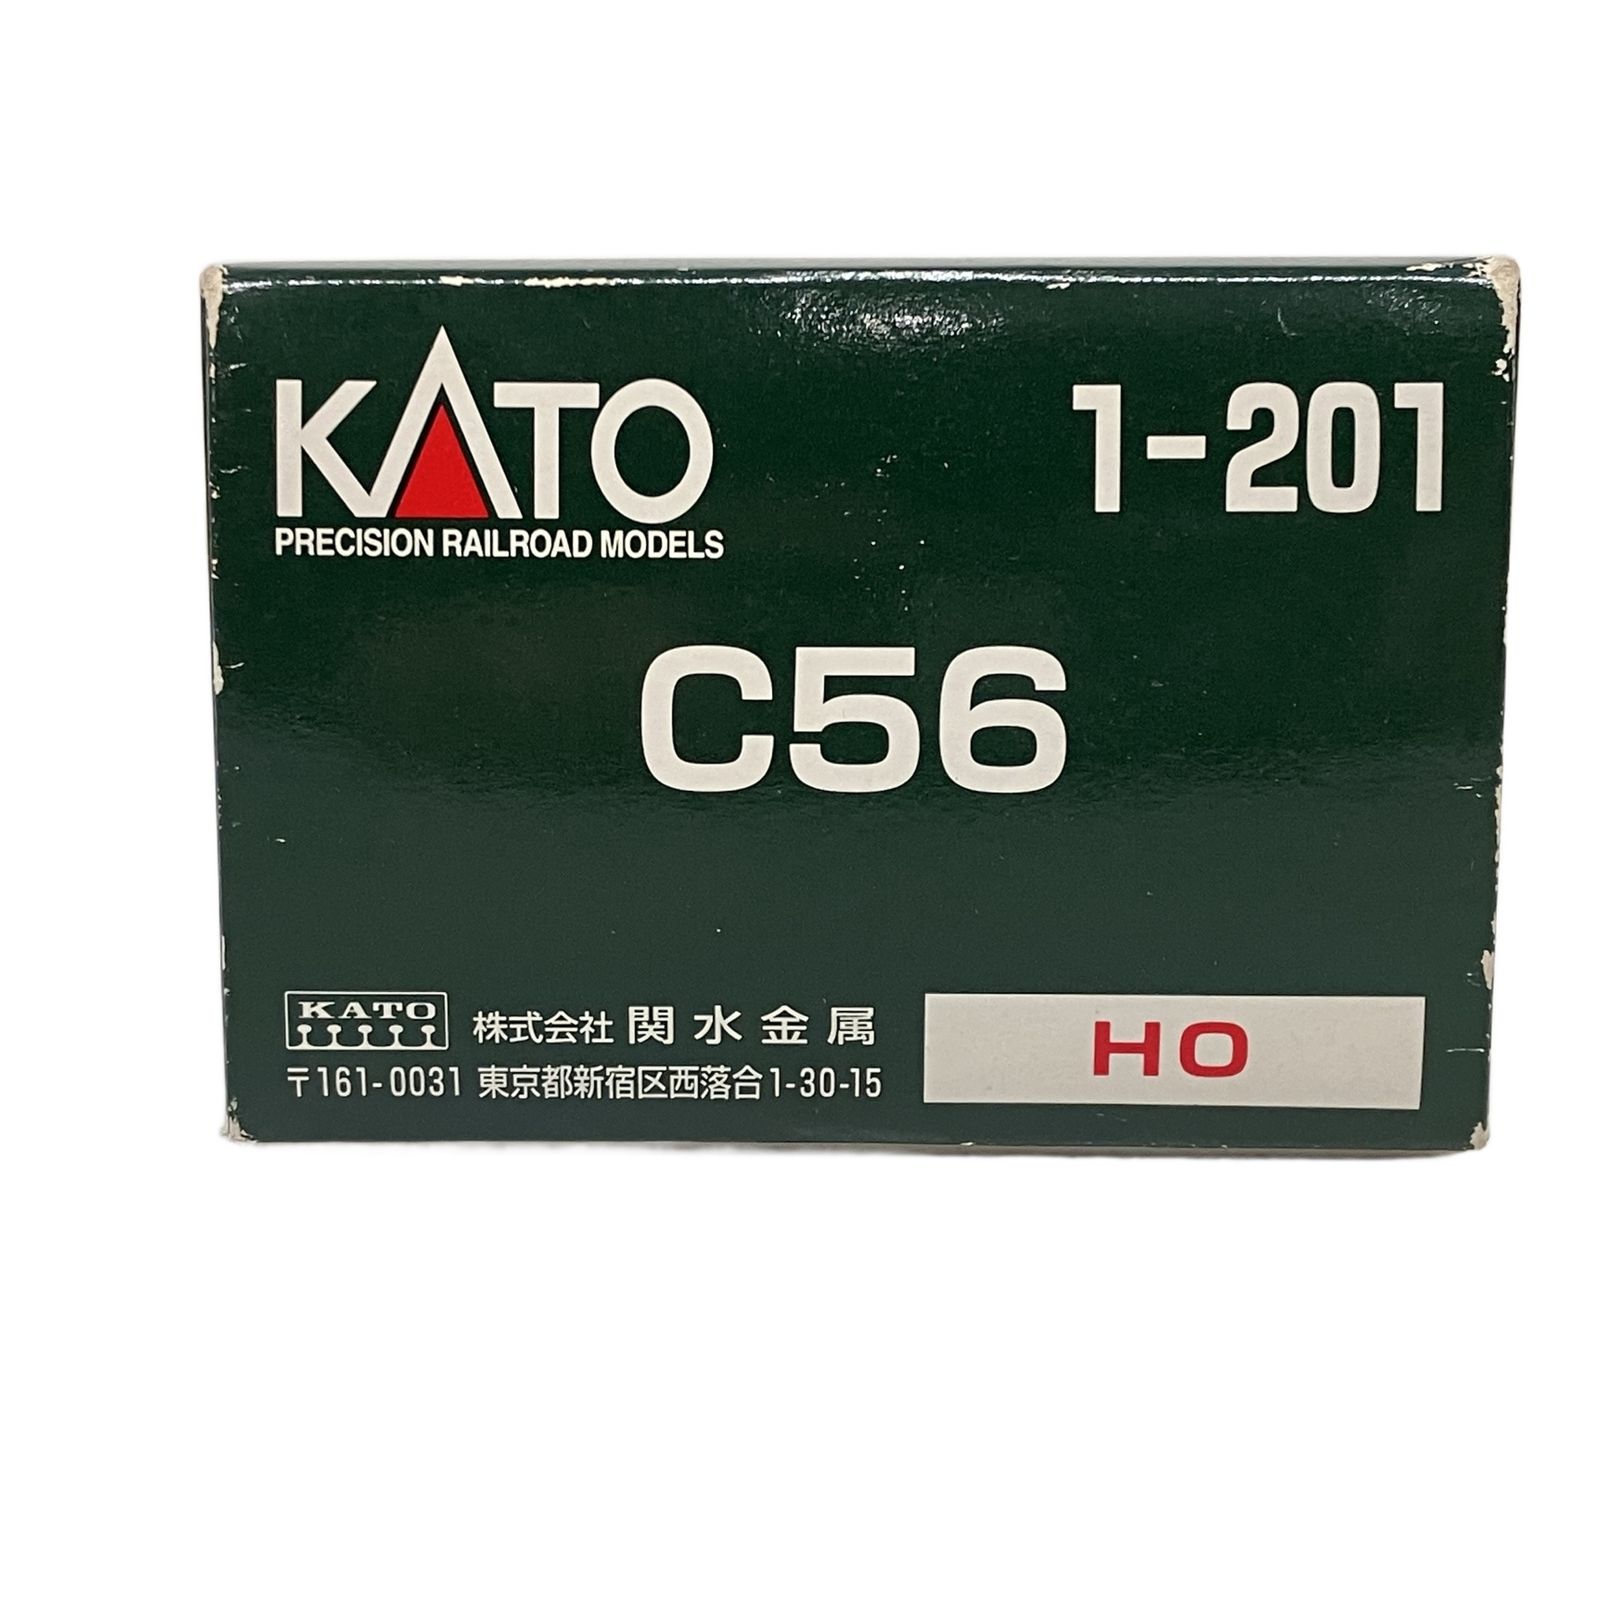 KATO
PRECISION RAILROAD MODELS
1-201
C56
KATO
株式会社 関水金属
〒161-0031 東京都新宿区西落合1-30-15
HO